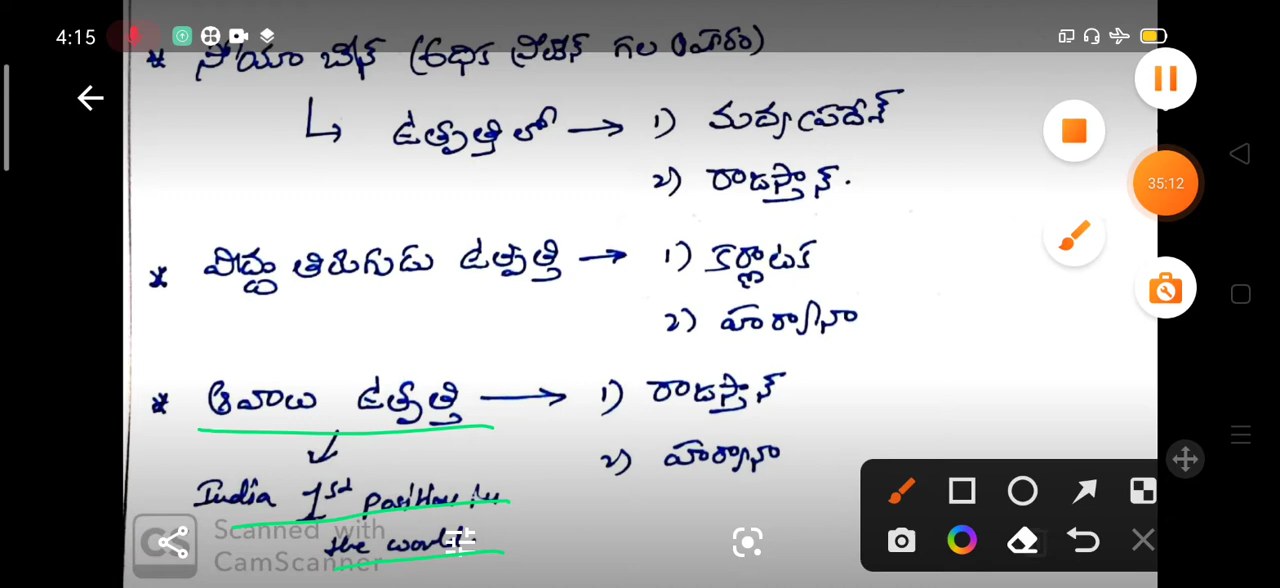 4:15
* సోయా బీన్ (అధిక ప్రోటీన్ గల ఆహారం)
↳ ఉత్పత్తిలో → 1) మధ్యప్రదేశ్
2) రాజస్తాన్.
35:12
* ప్రొద్దు తిరుగుడు ఉత్పత్తి → 1) కర్ణాటక
2) హర్యానా
* ఆవాలు ఉత్పత్తి → 1) రాజస్తాన్
2) హర్యానా
India 1st position in
the world.
CS Scanned with
CamScanner